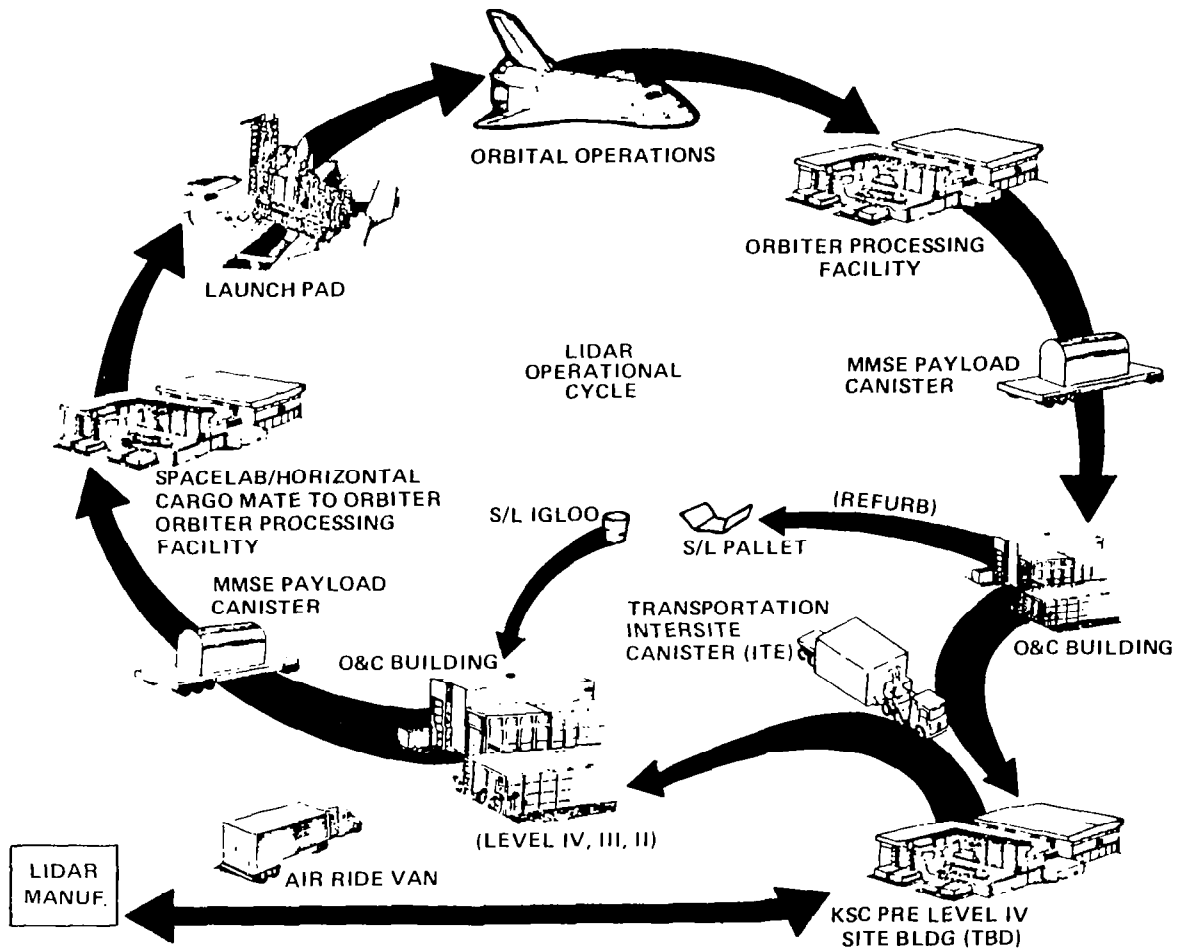 ORBITAL OPERATIONS
ORBITER PROCESSING
FACILITY
LAUNCH PAD
LIDAR
OPERATIONAL
CYCLE
MMSE PAYLOAD
CANISTER
SPACELAB/HORIZONTAL
CARGO MATE TO ORBITER
ORBITER PROCESSING
FACILITY
S/L IGLOO
S/L PALLET
(REFURB)
MMSE PAYLOAD
CANISTER
TRANSPORTATION
INTERSITE
CANISTER (ITE)
O&C BUILDING
O&C BUILDING
(LEVEL IV, III, II)
LIDAR
MANUF.
AIR RIDE VAN
KSC PRE LEVEL IV
SITE BLDG (TBD)